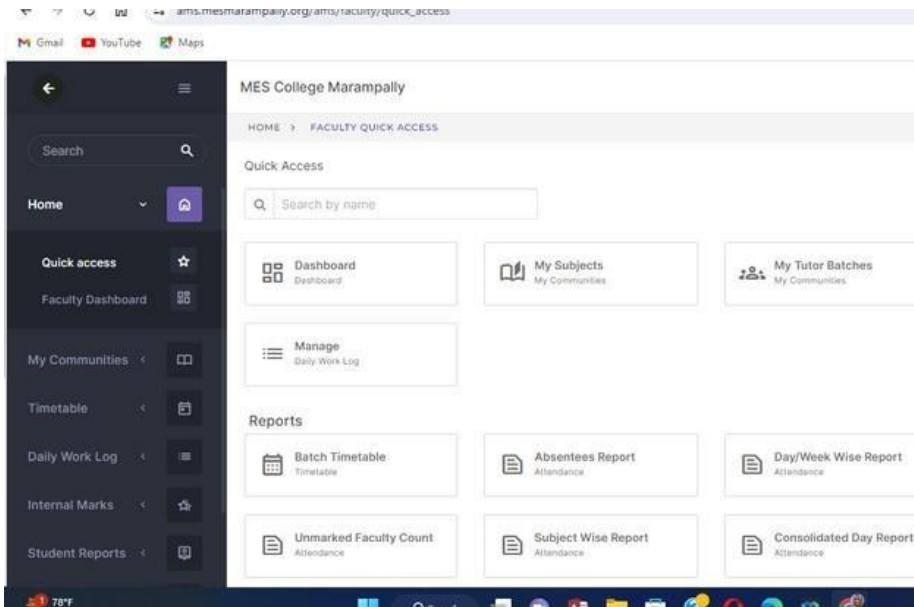 ams.mesmarampally.org/ams/faculty/quick_access
Gmail YouTube Maps
MES College Marampally
HOME > FACULTY QUICK ACCESS
Search
Quick Access
Home
Search by name
Quick access
Faculty Dashboard
Dashboard
Dashboard
My Subjects
My Communities
My Tutor Batches
My Communities
Manage
Daily Work Log
My Communities
Timetable
Daily Work Log
Internal Marks
Student Reports
Reports
Batch Timetable
Timetable
Absentees Report
Attendance
Day/Week Wise Report
Attendance
Unmarked Faculty Count
Attendance
Subject Wise Report
Attendance
Consolidated Day Report
Attendance
1
78°F